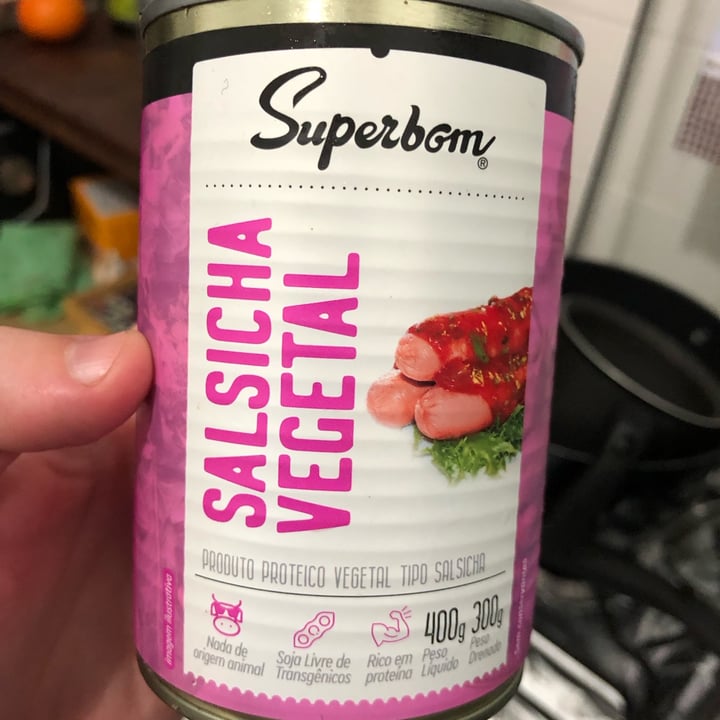 Superbom®
SALSICHA
VEGETAL
PRODUTO PROTEICO VEGETAL TIPO SALSICHA
imagem ilustrativa
Nada de
origem animal
Soja Livre de
Transgênicos
Rico em
proteína
400g
Peso
Líquido
300g
Peso
Drenado